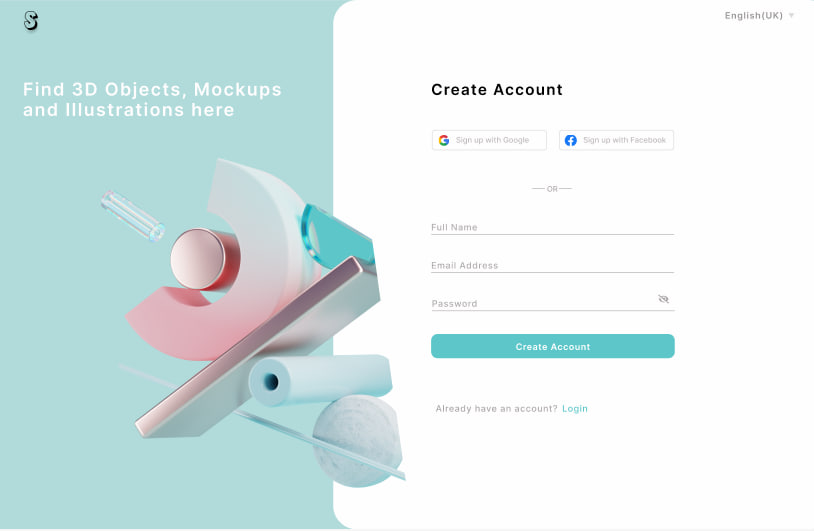 S
English(UK)
Find 3D Objects, Mockups
and Illustrations here
Create Account
Sign up with Google
Sign up with Facebook
OR
Full Name
Email Address
Password
Create Account
Already have an account? Login